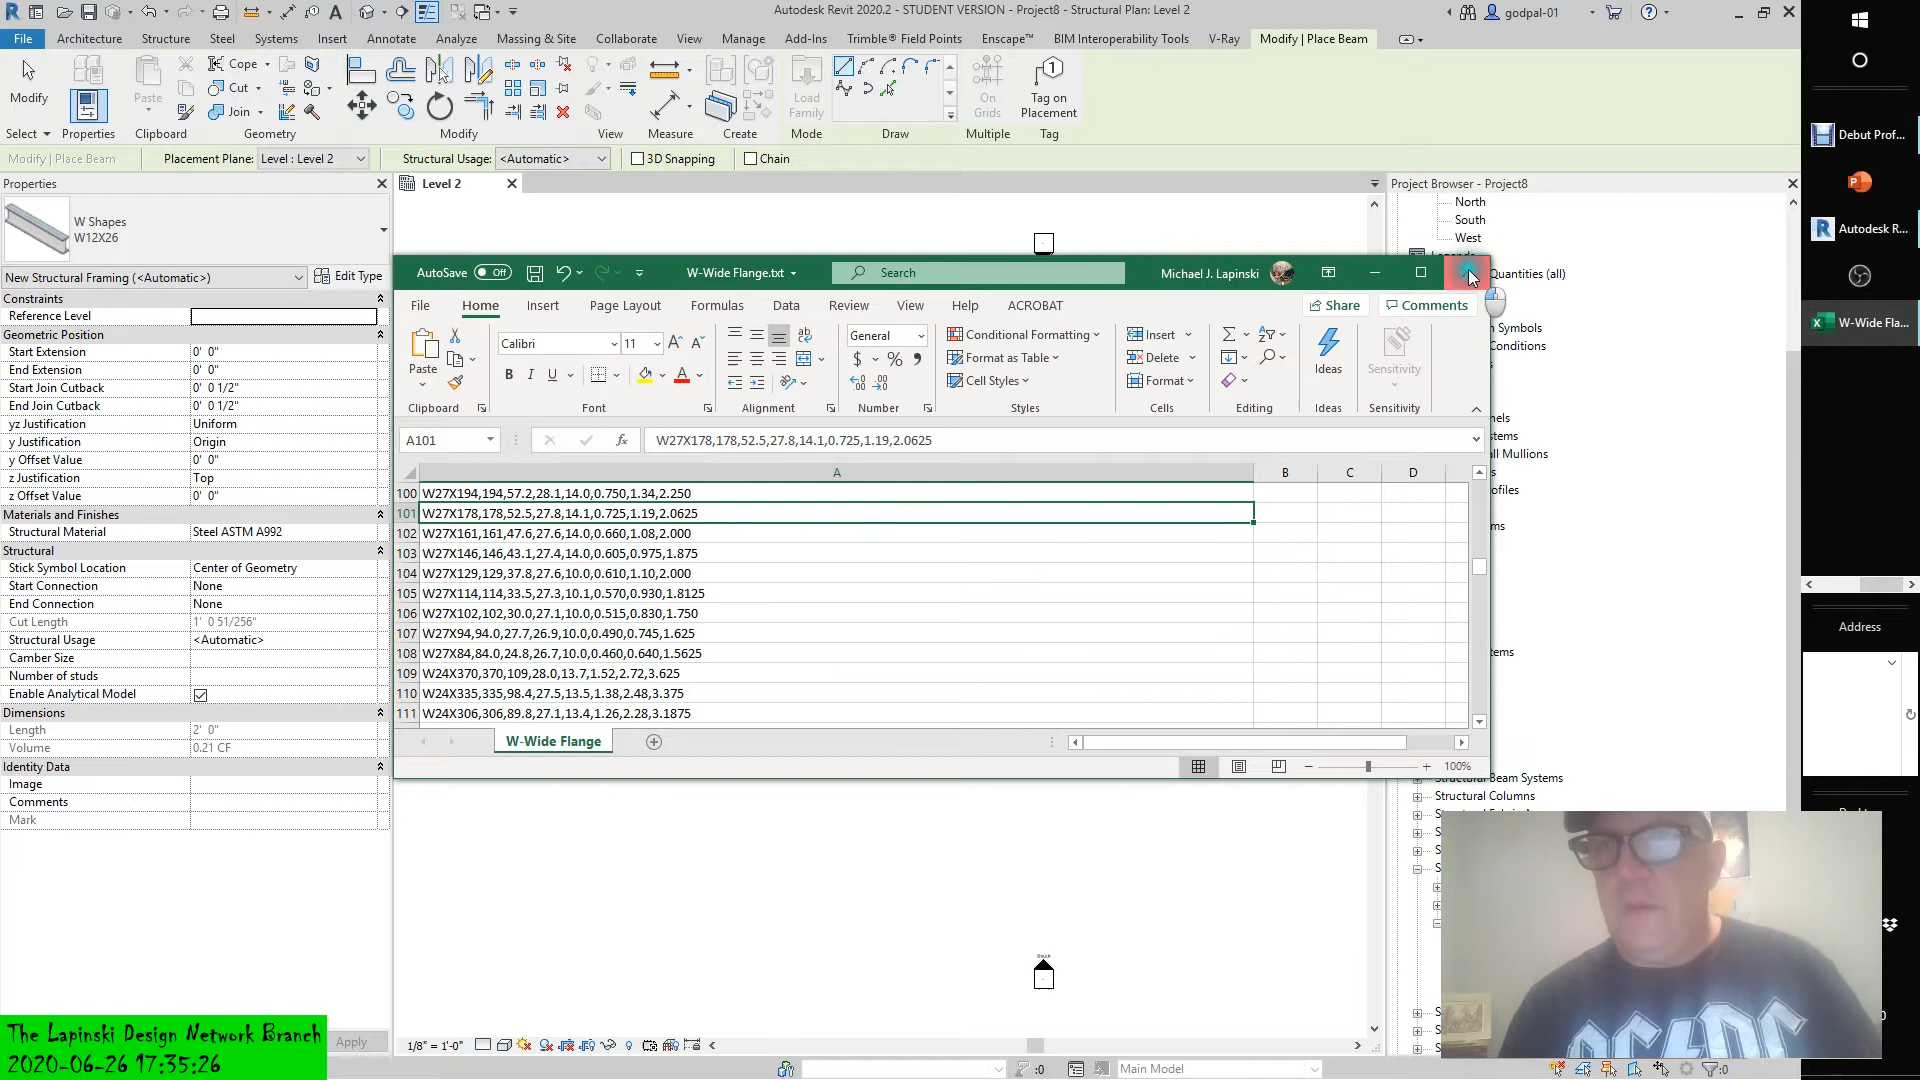 Autodesk Revit 2020.2 - STUDENT VERSION - Project8 - Structural Plan: Level 2
godpal-01
File Architecture Structure Steel Systems Insert Annotate Analyze Massing & Site Collaborate View Manage Add-Ins Trimble® Field Points Enscape™ BIM Interoperability Tools V-Ray Modify | Place Beam
Modify
Paste
Cope
Cut
Join
Load Family
On Grids
Tag on Placement
Select Properties Clipboard Geometry Modify View Measure Create Mode Draw Multiple Tag
Modify | Place Beam Placement Plane: Level : Level 2 Structural Usage: <Automatic> 3D Snapping Chain
Properties
Level 2
Project Browser - Project8
W Shapes
W12X26
New Structural Framing (<Automatic>) Edit Type
Constraints
Reference Level
Geometric Position
Start Extension 0' 0"
End Extension 0' 0"
Start Join Cutback 0' 0 1/2"
End Join Cutback 0' 0 1/2"
yz Justification Uniform
y Justification Origin
y Offset Value 0' 0"
z Justification Top
z Offset Value 0' 0"
Materials and Finishes
Structural Material Steel ASTM A992
Structural
Stick Symbol Location Center of Geometry
Start Connection None
End Connection None
Cut Length 1' 0 51/256"
Structural Usage <Automatic>
Camber Size
Number of studs
Enable Analytical Model
Dimensions
Length 2' 0"
Volume 0.21 CF
Identity Data
Image
Comments
Mark
Apply
AutoSave Off W-Wide Flange.txt Search Michael J. Lapinski
File Home Insert Page Layout Formulas Data Review View Help ACROBAT Share Comments
Paste
Calibri 11
B I U
General
Conditional Formatting
Format as Table
Cell Styles
Insert
Delete
Format
Ideas
Sensitivity
Clipboard Font Alignment Number Styles Cells Editing Ideas Sensitivity
A101 fx W27X178,178,52.5,27.8,14.1,0.725,1.19,2.0625
A B C D
100 W27X194,194,57.2,28.1,14.0,0.750,1.34,2.250
101 W27X178,178,52.5,27.8,14.1,0.725,1.19,2.0625
102 W27X161,161,47.6,27.6,14.0,0.660,1.08,2.000
103 W27X146,146,43.1,27.4,14.0,0.605,0.975,1.875
104 W27X129,129,37.8,27.6,10.0,0.610,1.10,2.000
105 W27X114,114,33.5,27.3,10.1,0.570,0.930,1.8125
106 W27X102,102,30.0,27.1,10.0,0.515,0.830,1.750
107 W27X94,94.0,27.7,26.9,10.0,0.490,0.745,1.625
108 W27X84,84.0,24.8,26.7,10.0,0.460,0.640,1.5625
109 W24X370,370,109,28.0,13.7,1.52,2.72,3.625
110 W24X335,335,98.4,27.5,13.5,1.38,2.48,3.375
111 W24X306,306,89.8,27.1,13.4,1.26,2.28,3.1875
W-Wide Flange
100%
North
South
West
Quantities (all)
Symbols
Conditions
Structural Beam Systems
Structural Columns
Debut Prof...
Autodesk R...
W-Wide Fla...
Address
1/8" = 1'-0"
:0 Main Model :0
The Lapinski Design Network Branch
2020-06-26 17:35:26